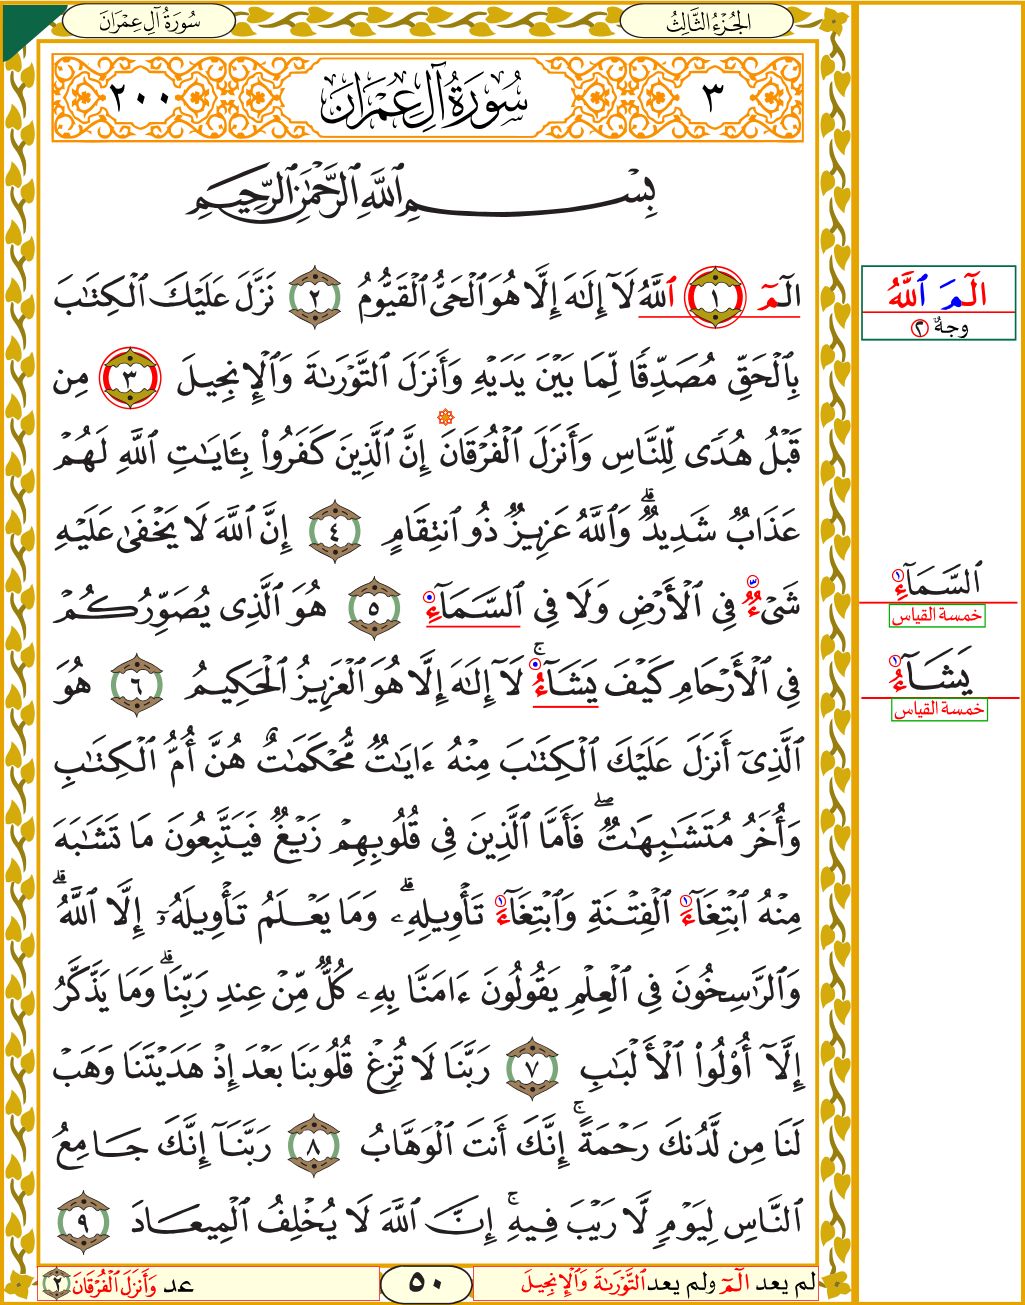 الجُزْءُ الثَّالِثُ
سُورَةُ آلِ عِمْرَان
٣ سُورَةُ آلِ عِمْرَان ٢٠٠
بِسْمِ ٱللَّهِ ٱلرَّحْمَٰنِ ٱلرَّحِيمِ
الٓمٓ ١ ٱللَّهُ لَآ إِلَٰهَ إِلَّا هُوَ ٱلْحَىُّ ٱلْقَيُّومُ ٢ نَزَّلَ عَلَيْكَ ٱلْكِتَٰبَ
بِٱلْحَقِّ مُصَدِّقًا لِّمَا بَيْنَ يَدَيْهِ وَأَنزَلَ ٱلتَّوْرَىٰةَ وَٱلْإِنجِيلَ ٣ مِن
قَبْلُ هُدًى لِّلنَّاسِ وَأَنزَلَ ٱلْفُرْقَانَ إِنَّ ٱلَّذِينَ كَفَرُوا۟ بِـَٔايَٰتِ ٱللَّهِ لَهُمْ
عَذَابٌ شَدِيدٌ ۗ وَٱللَّهُ عَزِيزٌ ذُو ٱنتِقَامٍ ٤ إِنَّ ٱللَّهَ لَا يَخْفَىٰ عَلَيْهِ
شَىْءٌ فِى ٱلْأَرْضِ وَلَا فِى ٱلسَّمَآءِ ٥ هُوَ ٱلَّذِى يُصَوِّرُكُمْ
فِى ٱلْأَرْحَامِ كَيْفَ يَشَآءُ ۚ لَآ إِلَٰهَ إِلَّا هُوَ ٱلْعَزِيزُ ٱلْحَكِيمُ ٦ هُوَ
ٱلَّذِىٓ أَنزَلَ عَلَيْكَ ٱلْكِتَٰبَ مِنْهُ ءَايَٰتٌ مُّحْكَمَٰتٌ هُنَّ أُمُّ ٱلْكِتَٰبِ
وَأُخَرُ مُتَشَٰبِهَٰتٌ ۖ فَأَمَّا ٱلَّذِينَ فِى قُلُوبِهِمْ زَيْغٌ فَيَتَّبِعُونَ مَا تَشَٰبَهَ
مِنْهُ ٱبْتِغَآءَ ٱلْفِتْنَةِ وَٱبْتِغَآءَ تَأْوِيلِهِۦ ۗ وَمَا يَعْلَمُ تَأْوِيلَهُۥٓ إِلَّا ٱللَّهُ ۗ
وَٱلرَّٰسِخُونَ فِى ٱلْعِلْمِ يَقُولُونَ ءَامَنَّا بِهِۦ كُلٌّ مِّنْ عِندِ رَبِّنَا ۗ وَمَا يَذَّكَّرُ
إِلَّآ أُو۟لُوا۟ ٱلْأَلْبَٰبِ ٧ رَبَّنَا لَا تُزِغْ قُلُوبَنَا بَعْدَ إِذْ هَدَيْتَنَا وَهَبْ
لَنَا مِن لَّدُنكَ رَحْمَةً ۚ إِنَّكَ أَنتَ ٱلْوَهَّابُ ٨ رَبَّنَآ إِنَّكَ جَامِعُ
ٱلنَّاسِ لِيَوْمٍ لَّا رَيْبَ فِيهِ ۚ إِنَّ ٱللَّهَ لَا يُخْلِفُ ٱلْمِيعَادَ ٩
الٓمَ ٱللَّهُ
وجهٌ ٢
ٱلسَّمَآءِ ١
خمسة القياس
يَشَآءُ ١
خمسة القياس
لم يعد الٓمٓ ولم يعد ٱلتَّوْرَىٰةَ وَٱلْإِنجِيلَ
٥٠
عد وَأَنزَلَ ٱلْفُرْقَانَ ٢